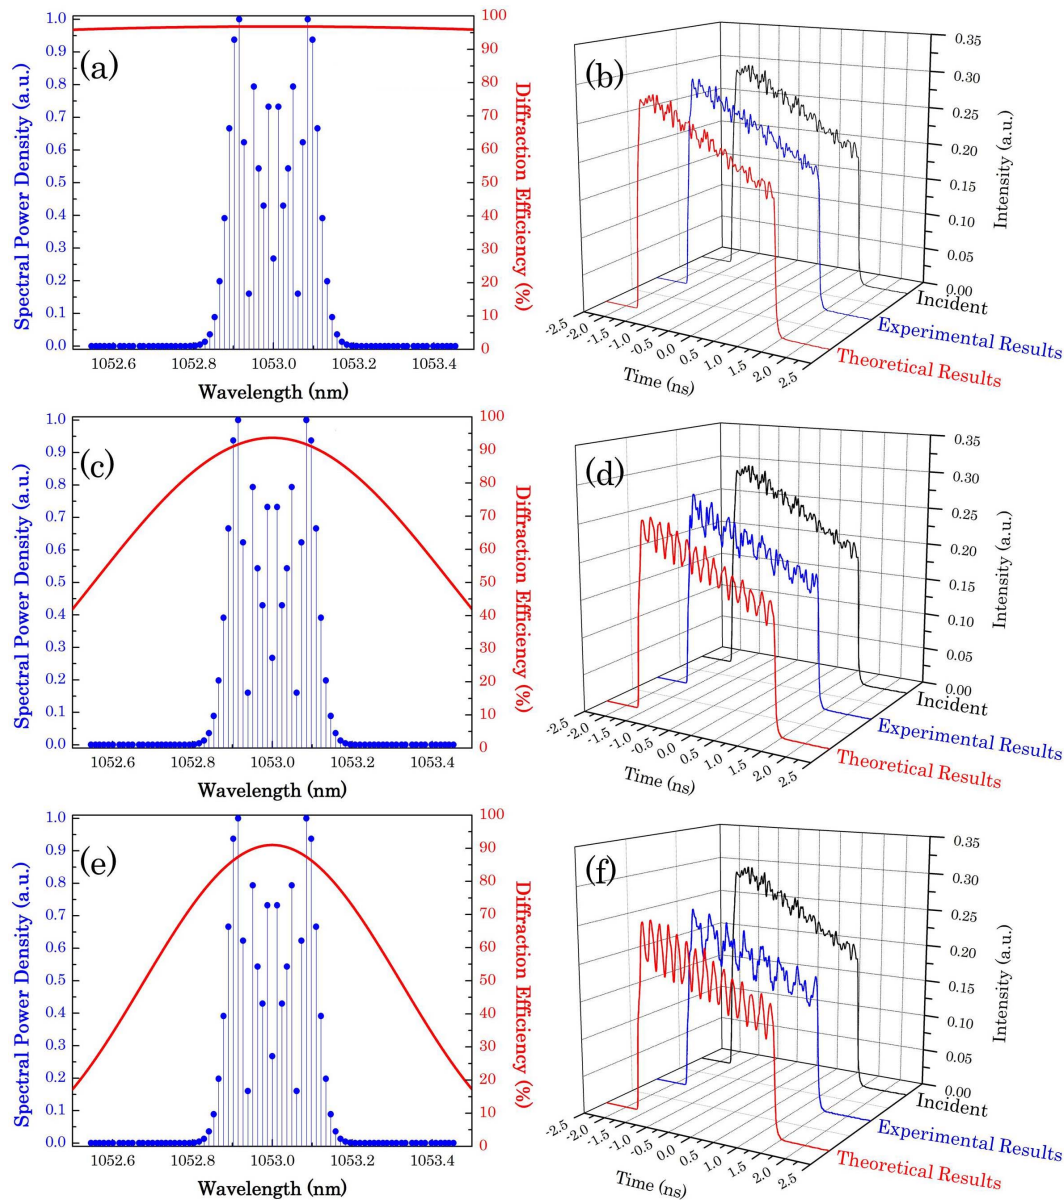 (a)
Spectral Power Density (a.u.)
1.0
0.9
0.8
0.7
0.6
0.5
0.4
0.3
0.2
0.1
0.0
100
90
80
70
60
50
40
30
20
10
0
Diffraction Efficiency (%)
1052.6 1052.8 1053.0 1053.2 1053.4
Wavelength (nm)
(b)
0.35
0.30
0.25
0.20
0.15
0.10
0.05
0.00
Intensity (a.u.)
-2.5 -2.0 -1.5 -1.0 -0.5 0.0 0.5 1.0 1.5 2.0 2.5
Time (ns)
Incident
Experimental Results
Theoretical Results
(c)
Spectral Power Density (a.u.)
1.0
0.9
0.8
0.7
0.6
0.5
0.4
0.3
0.2
0.1
0.0
100
90
80
70
60
50
40
30
20
10
0
Diffraction Efficiency (%)
1052.6 1052.8 1053.0 1053.2 1053.4
Wavelength (nm)
(d)
0.35
0.30
0.25
0.20
0.15
0.10
0.05
0.00
Intensity (a.u.)
-2.5 -2.0 -1.5 -1.0 -0.5 0.0 0.5 1.0 1.5 2.0 2.5
Time (ns)
Incident
Experimental Results
Theoretical Results
(e)
Spectral Power Density (a.u.)
1.0
0.9
0.8
0.7
0.6
0.5
0.4
0.3
0.2
0.1
0.0
100
90
80
70
60
50
40
30
20
10
0
Diffraction Efficiency (%)
1052.6 1052.8 1053.0 1053.2 1053.4
Wavelength (nm)
(f)
0.35
0.30
0.25
0.20
0.15
0.10
0.05
0.00
Intensity (a.u.)
-2.5 -2.0 -1.5 -1.0 -0.5 0.0 0.5 1.0 1.5 2.0 2.5
Time (ns)
Incident
Experimental Results
Theoretical Results